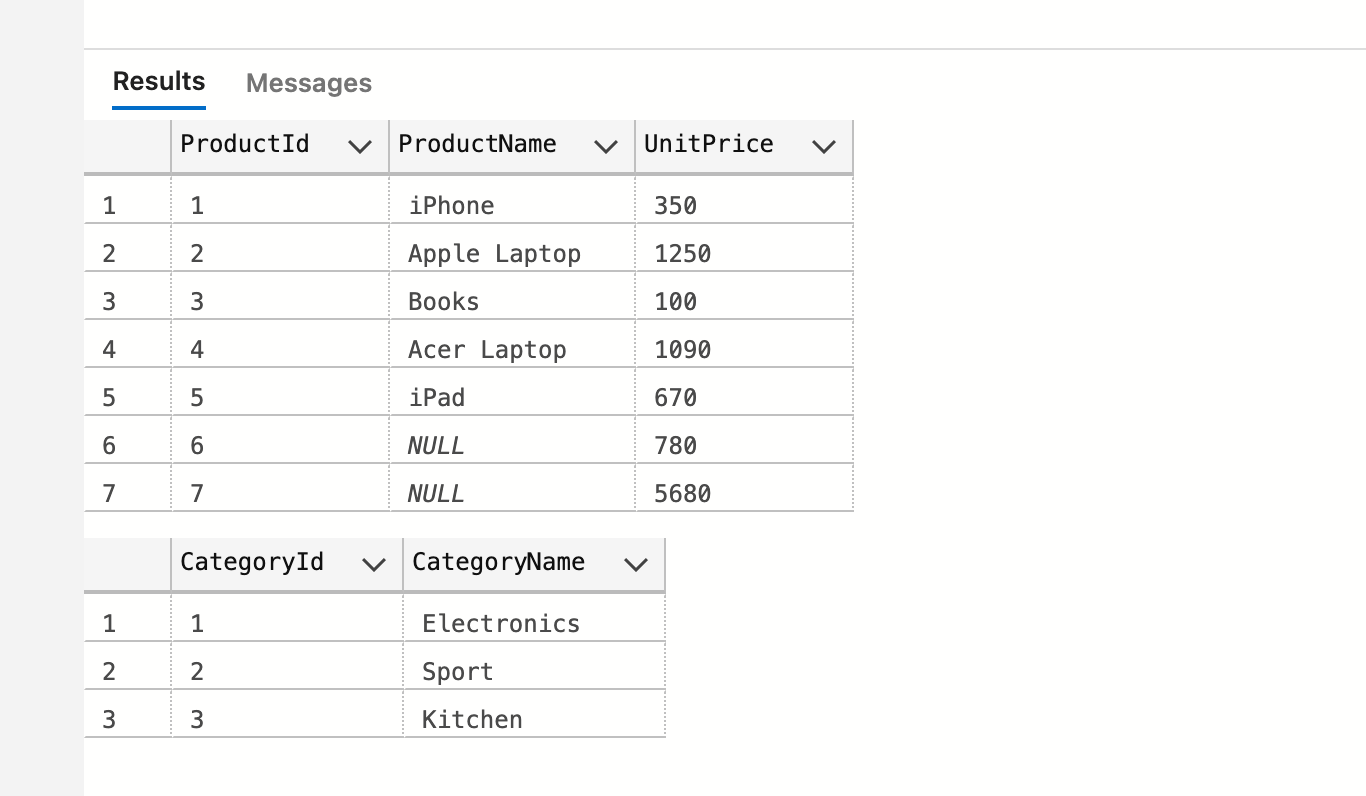 Results Messages
ProductId ProductName UnitPrice
1 1 iPhone 350
2 2 Apple Laptop 1250
3 3 Books 100
4 4 Acer Laptop 1090
5 5 iPad 670
6 6 NULL 780
7 7 NULL 5680
CategoryId CategoryName
1 1 Electronics
2 2 Sport
3 3 Kitchen